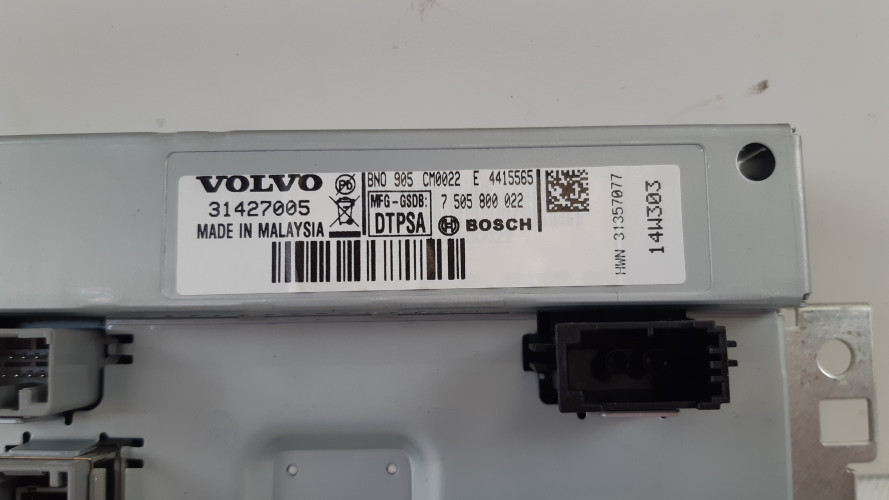 VOLVO
31427005
MADE IN MALAYSIA
Pb
BNO 905 CM0022 E 4415565
MFG-GSDB:
DTPSA
7 505 800 022
BOSCH
HWN 31357077
14W303